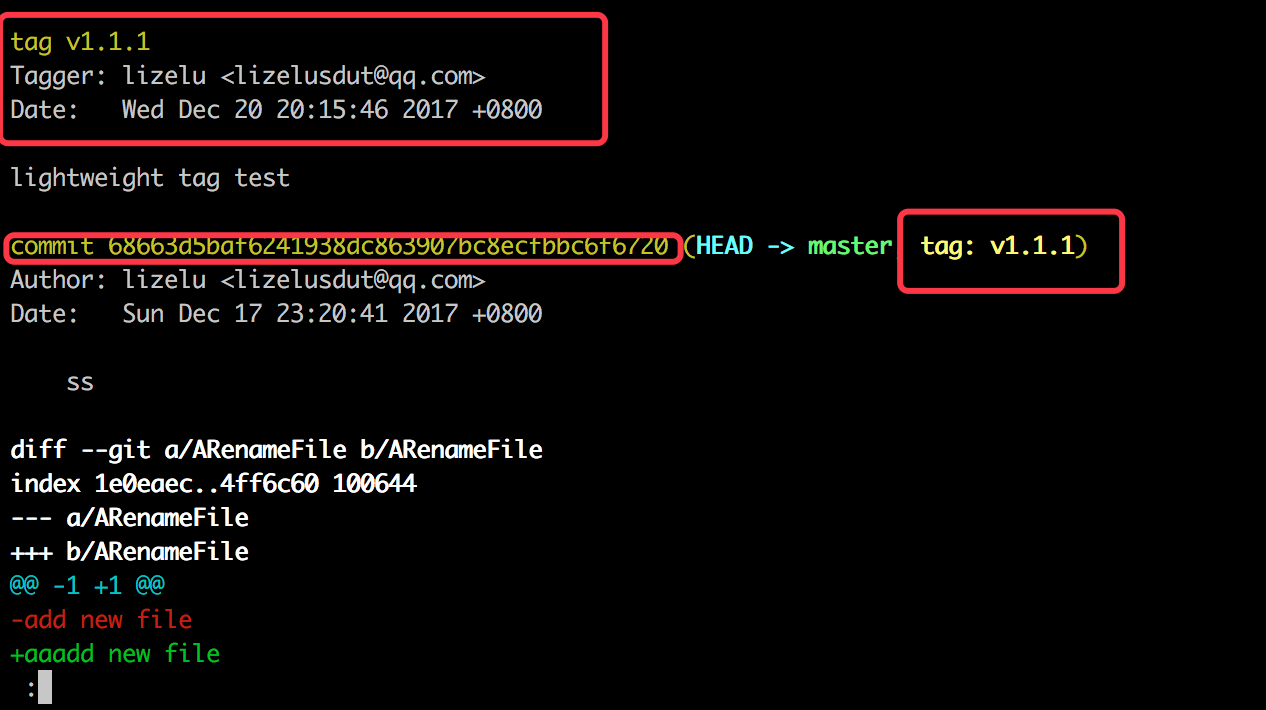 tag v1.1.1
Tagger: lizelu <lizelusdut@qq.com>
Date:   Wed Dec 20 20:15:46 2017 +0800
lightweight tag test
commit 68663d5baf6241938dc863907bc8ecfbbc6f6720 (HEAD -> master tag: v1.1.1)
Author: lizelu <lizelusdut@qq.com>
Date:   Sun Dec 17 23:20:41 2017 +0800
    ss
diff --git a/ARenameFile b/ARenameFile
index 1e0eaec..4ff6c60 100644
--- a/ARenameFile
+++ b/ARenameFile
@@ -1 +1 @@
-add new file
+aaadd new file
: